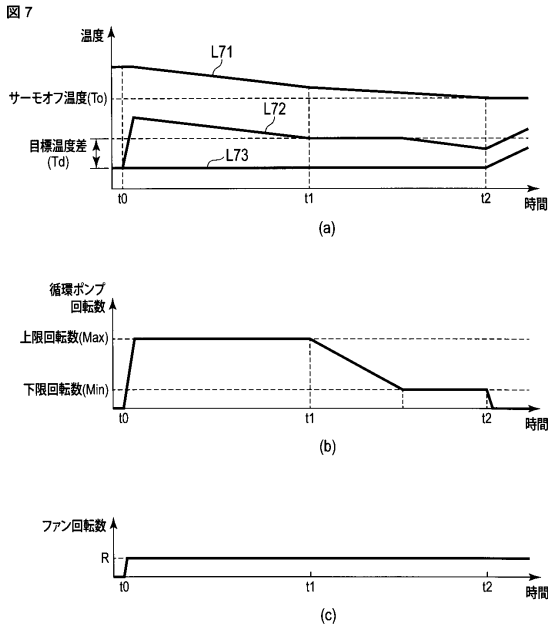 図7
温度
L71
サーモオフ温度(To)
L72
目標温度差
(Td)
L73
t0
t1
t2
時間
(a)
循環ポンプ
回転数
上限回転数(Max)
下限回転数(Min)
t0
t1
t2
時間
(b)
ファン回転数
R
t0
t1
t2
時間
(c)